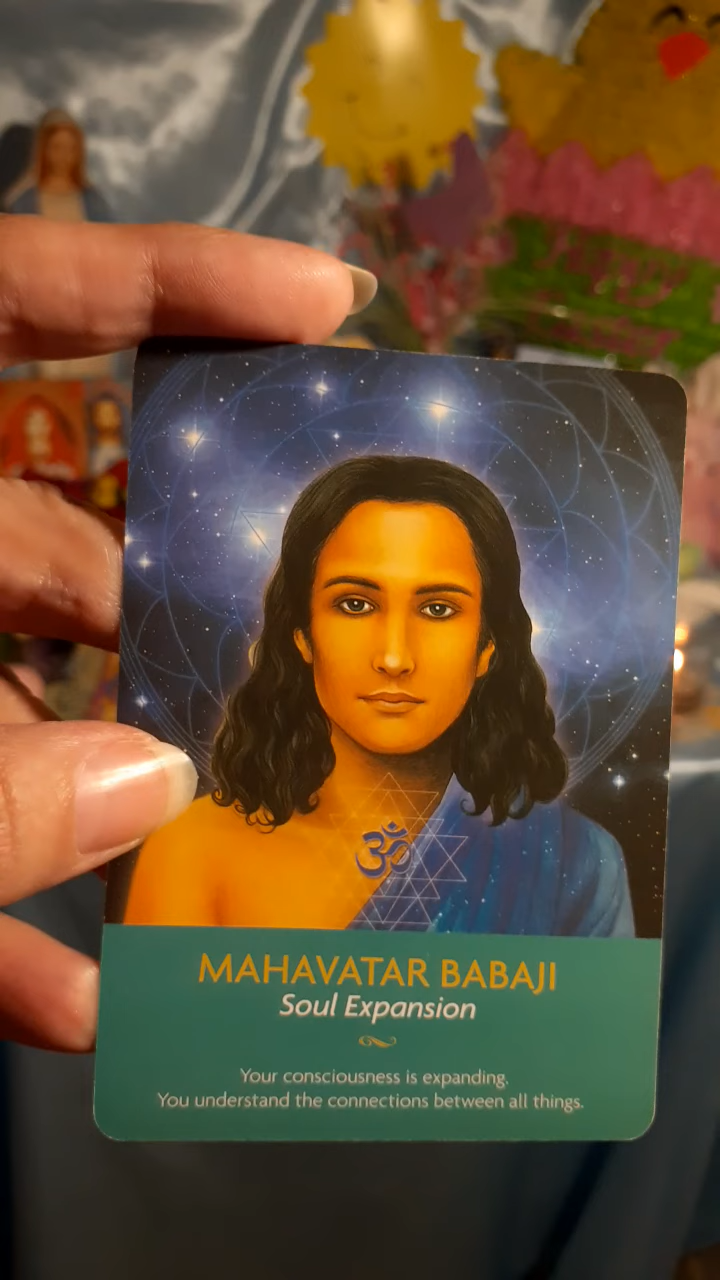 ॐ
MAHAVATAR BABAJI
Soul Expansion
Your consciousness is expanding.
You understand the connections between all things.